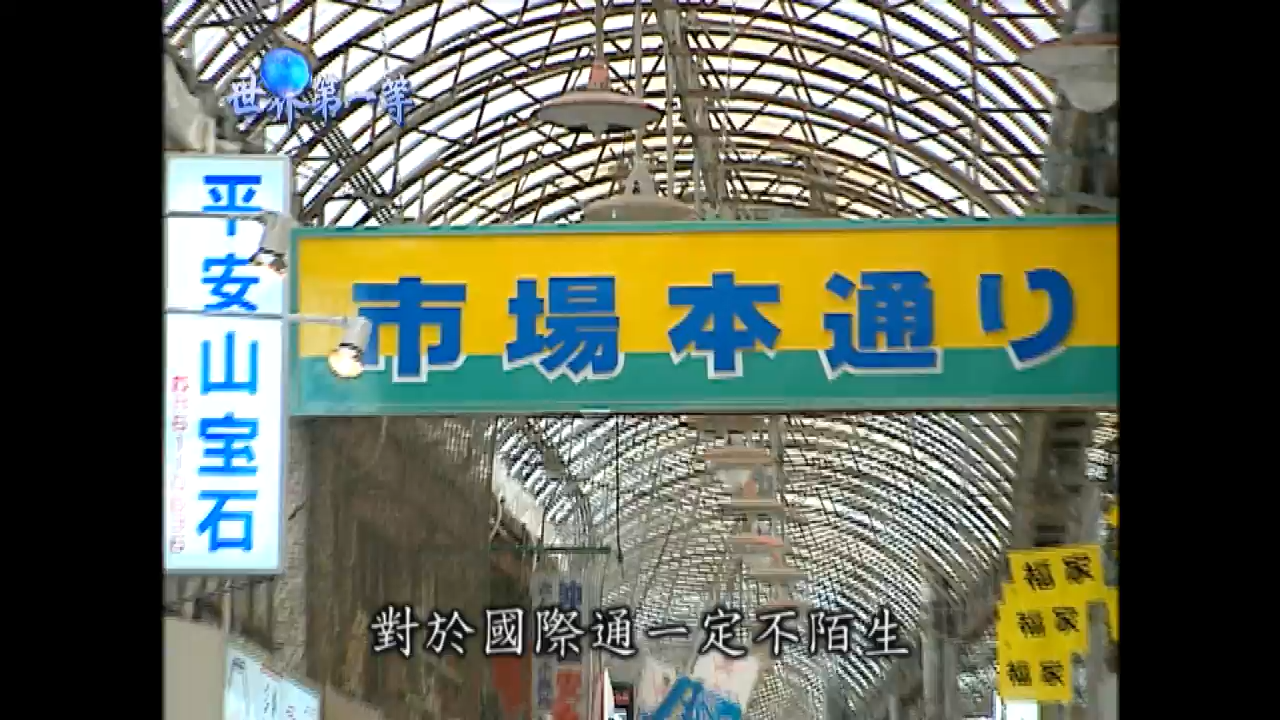 世界第一等
平安山宝石
市場本通り
福家
福家
福家
對於國際通一定不陌生